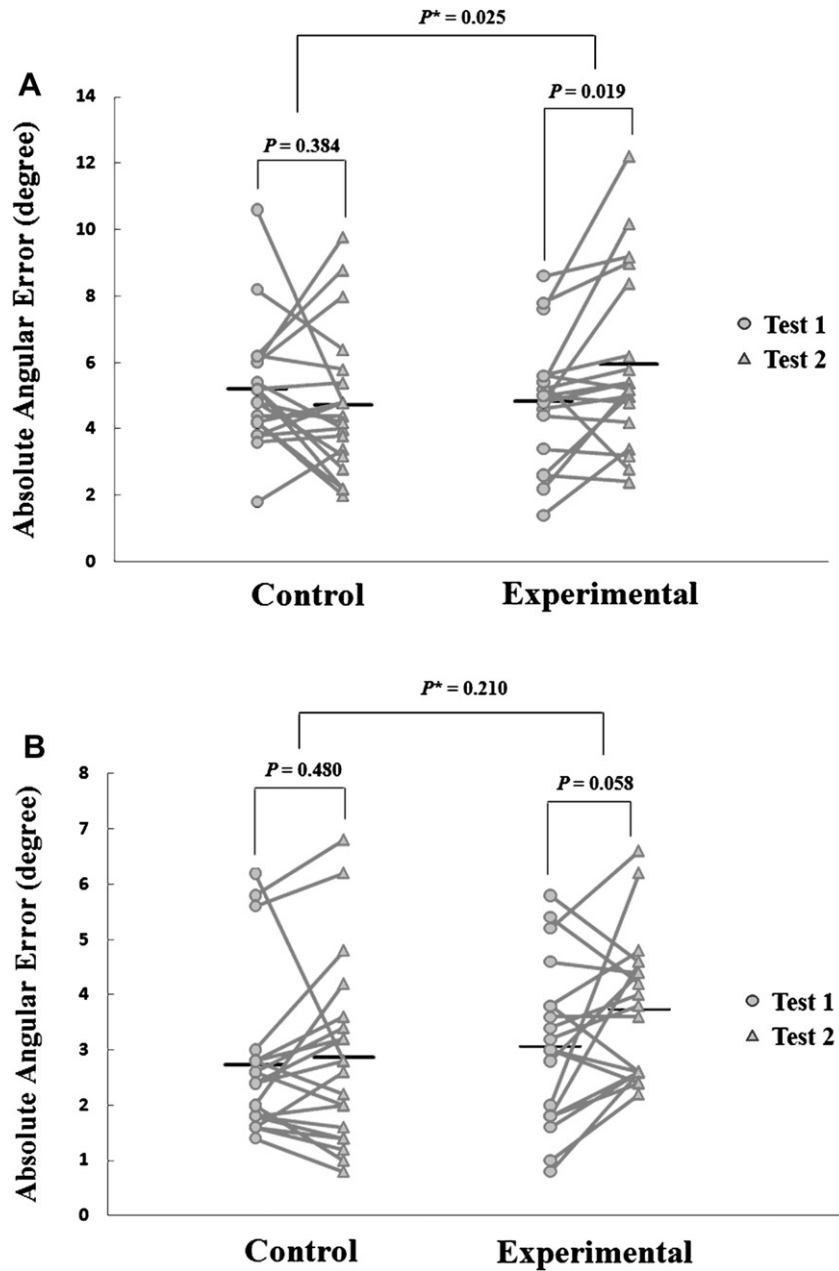 P* = 0.025
A
14
P = 0.019
P = 0.384
12
10
8
6
4
2
0
Absolute Angular Error (degree)
Test 1
Test 2
Control
Experimental
P* = 0.210
B
8
P = 0.480
P = 0.058
7
6
5
4
3
2
1
0
Absolute Angular Error (degree)
Test 1
Test 2
Control
Experimental